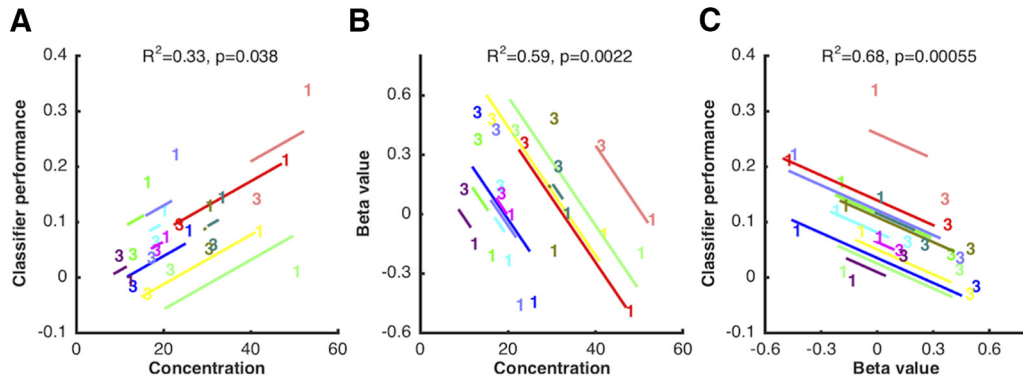 A
R²=0.33, p=0.038
0.4
0.3
0.2
0.1
0
-0.1
0
20
40
60
Classifier performance
Concentration
B
R²=0.59, p=0.0022
0.6
0.3
0
-0.3
-0.6
0
20
40
60
Beta value
Concentration
C
R²=0.68, p=0.00055
0.4
0.3
0.2
0.1
0
-0.1
-0.6
-0.3
0
0.3
0.6
Classifier performance
Beta value